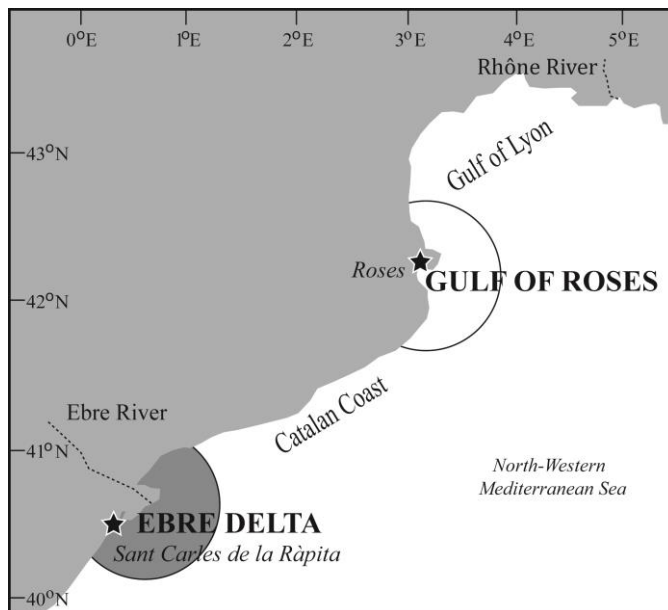 0°E 1°E 2°E 3°E 4°E 5°E
Rhône River
43°N
Gulf of Lyon
Roses
GULF OF ROSES
42°N
Catalan Coast
Ebre River
41°N
North-Western
Mediterranean Sea
EBRE DELTA
Sant Carles de la Ràpita
40°N